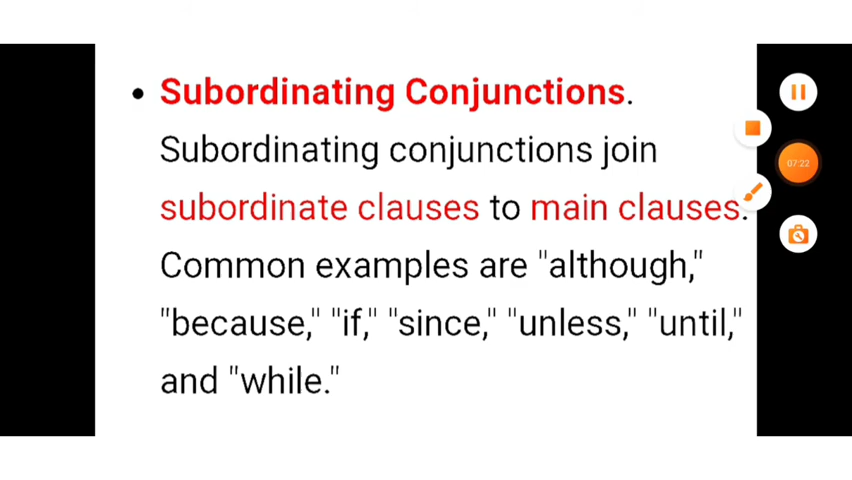 • Subordinating Conjunctions.
Subordinating conjunctions join
subordinate clauses to main clauses.
Common examples are "although,"
"because," "if," "since," "unless," "until,"
and "while."
07:22